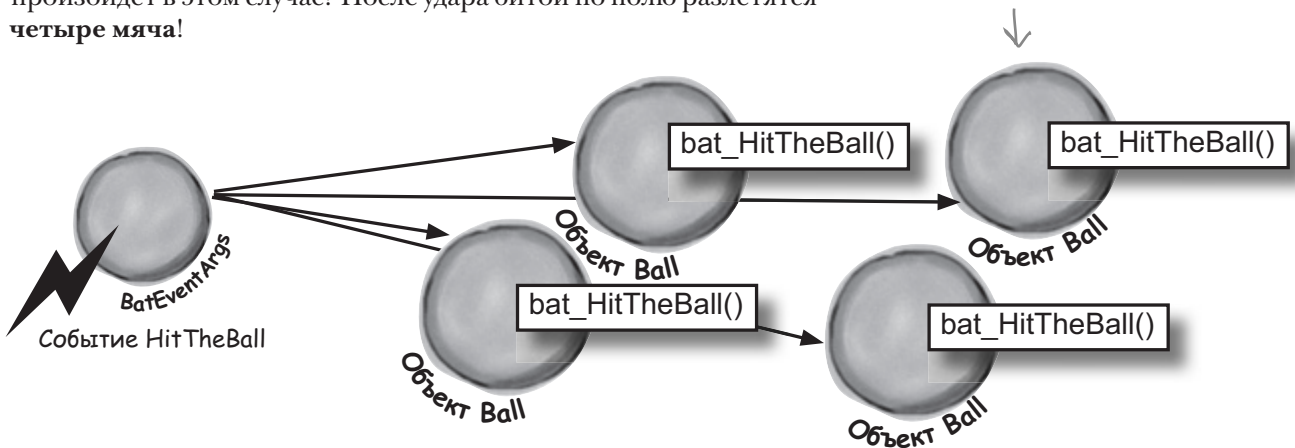 произойдет в этом случае? После удара битой по полю разлетятся
четыре мяча!
bat_HitTheBall()
bat_HitTheBall()
Объект Ball
Объект Ball
BatEventArgs
bat_HitTheBall()
bat_HitTheBall()
Событие HitTheBall
Объект Ball
Объект Ball